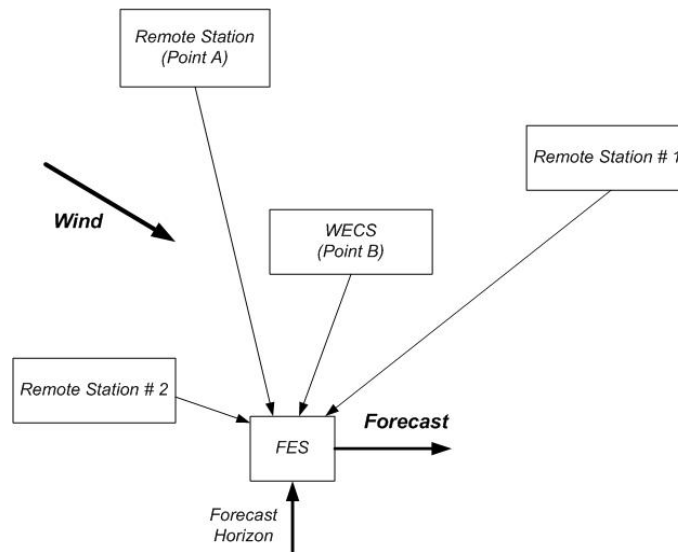 Remote Station
(Point A)
Remote Station # 1
Wind
WECS
(Point B)
Remote Station # 2
Forecast
FES
Forecast
Horizon